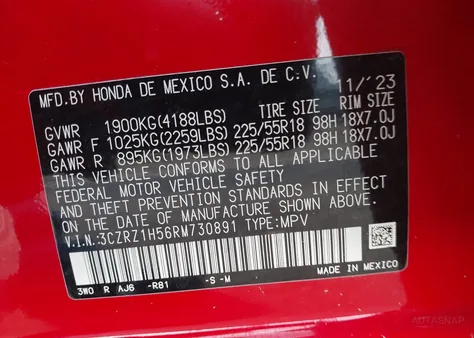 MFD.BY HONDA DE MEXICO S.A. DE C.V. 11/'23
TIRE SIZE RIM SIZE
GVWR 1900KG(4188LBS)
GAWR F 1025KG(2259LBS) 225/55R18 98H 18X7.0J
GAWR R 895KG(1973LBS) 225/55R18 98H 18X7.0J
THIS VEHICLE CONFORMS TO ALL APPLICABLE
FEDERAL MOTOR VEHICLE SAFETY
AND THEFT PREVENTION STANDARDS IN EFFECT
ON THE DATE OF MANUFACTURE SHOWN ABOVE.
V.I.N.3CZRZ1H56RM730891 TYPE:MPV
3WO R AJ6 -R81 -S -M
MADE IN MEXICO
AUTASNAP